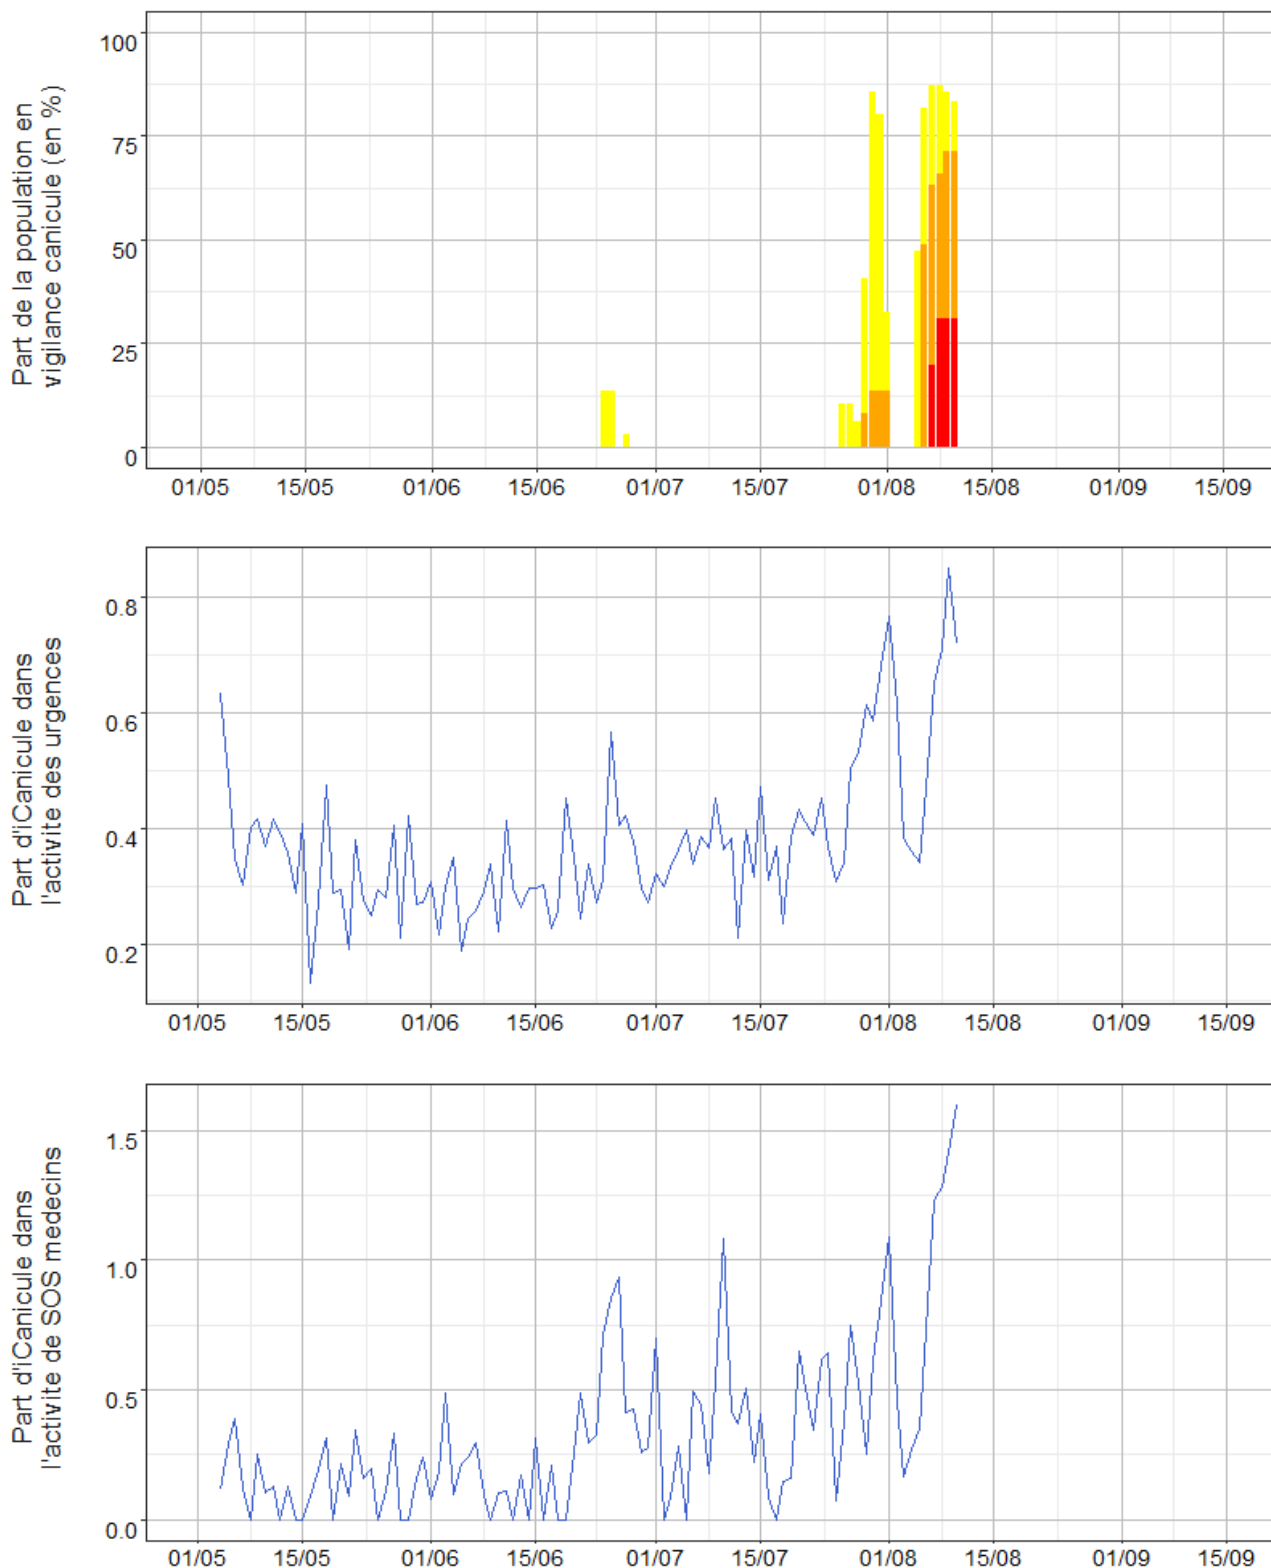 Part de la population en
vigilance canicule (en %)
100
75
50
25
0
01/05 15/05 01/06 15/06 01/07 15/07 01/08 15/08 01/09 15/09
Part d'iCanicule dans
l'activite des urgences
0.8
0.6
0.4
0.2
01/05 15/05 01/06 15/06 01/07 15/07 01/08 15/08 01/09 15/09
Part d'iCanicule dans
l'activite de SOS medecins
1.5
1.0
0.5
0.0
01/05 15/05 01/06 15/06 01/07 15/07 01/08 15/08 01/09 15/09